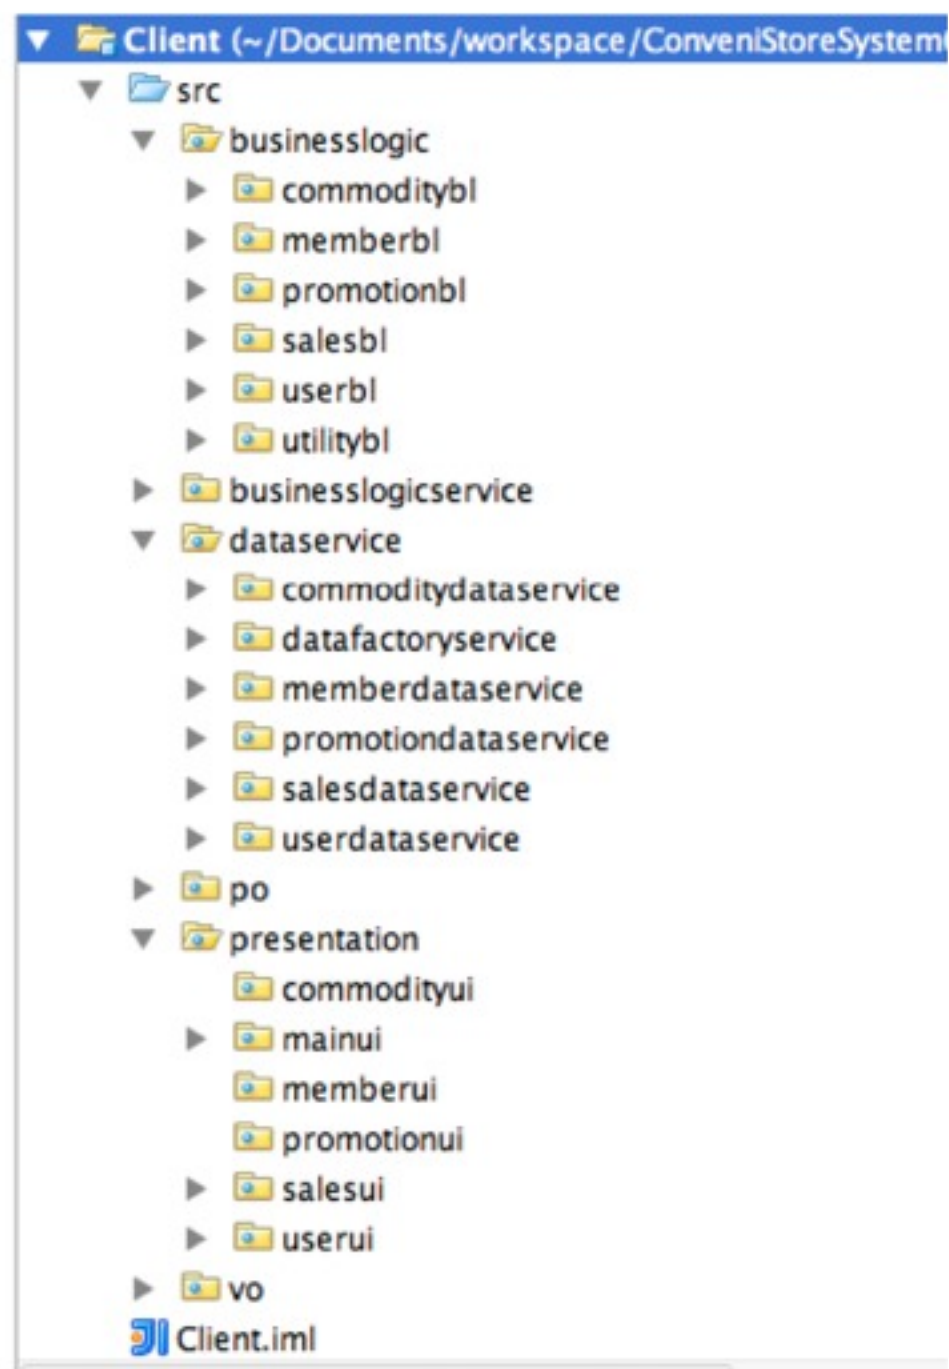 Client (~/Documents/workspace/ConveniStoreSystem
src
businesslogic
commoditybl
memberbl
promotionbl
salesbl
userbl
utilitybl
businesslogicservice
dataservice
commoditydataservice
datafactoryservice
memberdataservice
promotiondataservice
salesdataservice
userdataservice
po
presentation
commodityui
mainui
memberui
promotionui
salesui
userui
vo
Client.iml